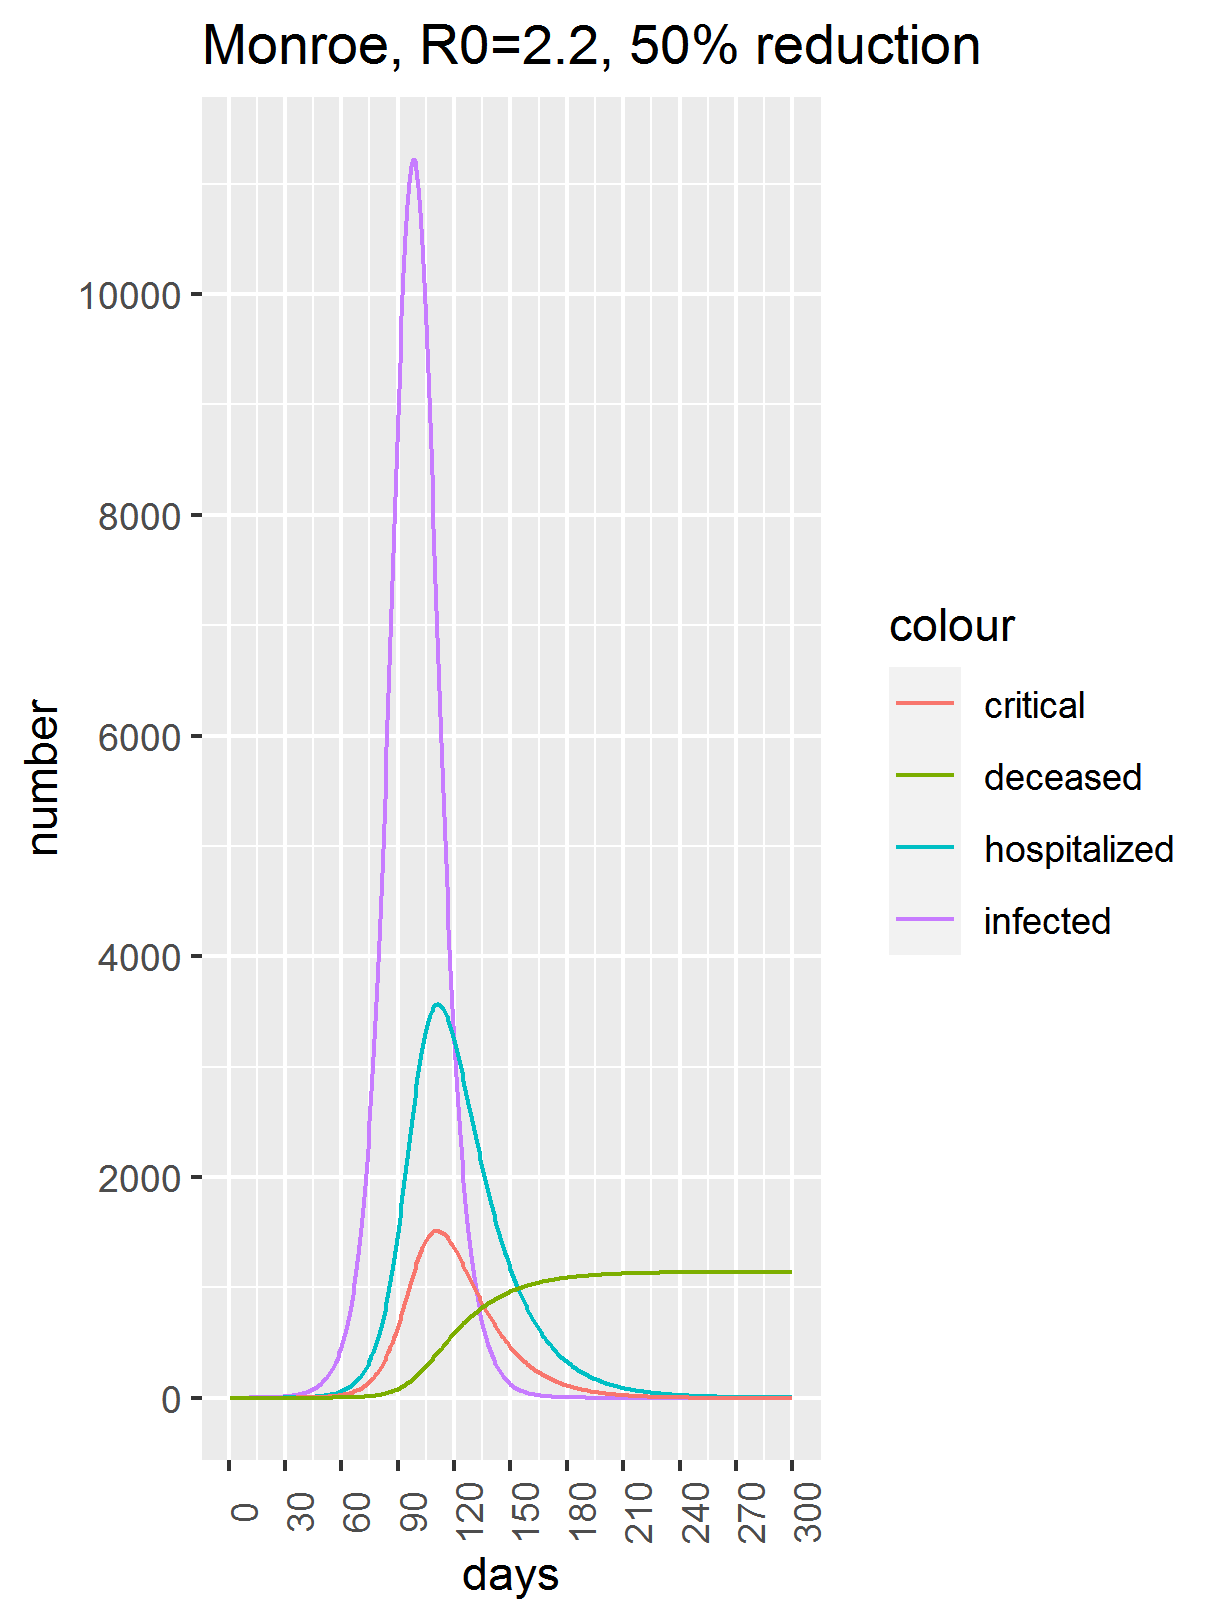 Monroe, R0=2.2, 50% reduction
10000
8000
6000
4000
2000
0
number
0
30
60
90
120
150
180
210
240
270
300
days
colour
critical
deceased
hospitalized
infected